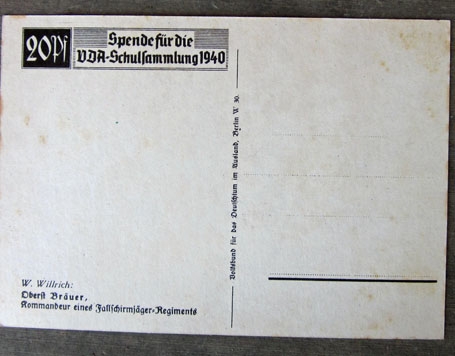 20Pf
Spende für die
VDA-Schulsammlung 1940
Volksbund für das Deutschtum im Ausland, Berlin W 30.
W. Willrich:
Oberst Bräuer,
Kommandeur eines Fallschirmjäger-Regiments